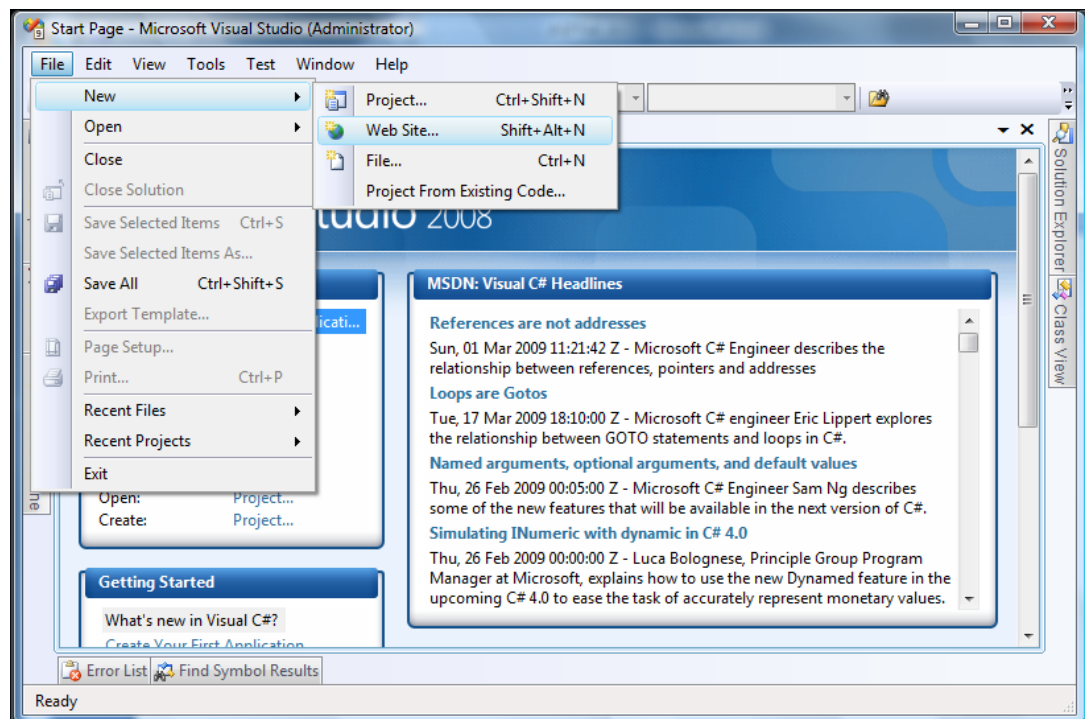 Start Page - Microsoft Visual Studio (Administrator)
File Edit View Tools Test Window Help
New
Project... Ctrl+Shift+N
Open
Web Site... Shift+Alt+N
Close
File... Ctrl+N
Close Solution
Project From Existing Code...
2008
Save Selected Items Ctrl+S
Save Selected Items As...
Save All Ctrl+Shift+S
Export Template...
Page Setup...
Print... Ctrl+P
Recent Files
Recent Projects
Exit
Open: Project...
Create: Project...
Getting Started
What's new in Visual C#?
Create Your First Application
MSDN: Visual C# Headlines
References are not addresses
Sun, 01 Mar 2009 11:21:42 Z - Microsoft C# Engineer describes the
relationship between references, pointers and addresses
Loops are Gotos
Tue, 17 Mar 2009 18:10:00 Z - Microsoft C# engineer Eric Lippert explores
the relationship between GOTO statements and loops in C#.
Named arguments, optional arguments, and default values
Thu, 26 Feb 2009 00:05:00 Z - Microsoft C# Engineer Sam Ng describes
some of the new features that will be available in the next version of C#.
Simulating INumeric with dynamic in C# 4.0
Thu, 26 Feb 2009 00:00:00 Z - Luca Bolognese, Principle Group Program
Manager at Microsoft, explains how to use the new Dynamed feature in the
upcoming C# 4.0 to ease the task of accurately represent monetary values.
Solution Explorer
Class View
Error List Find Symbol Results
Ready